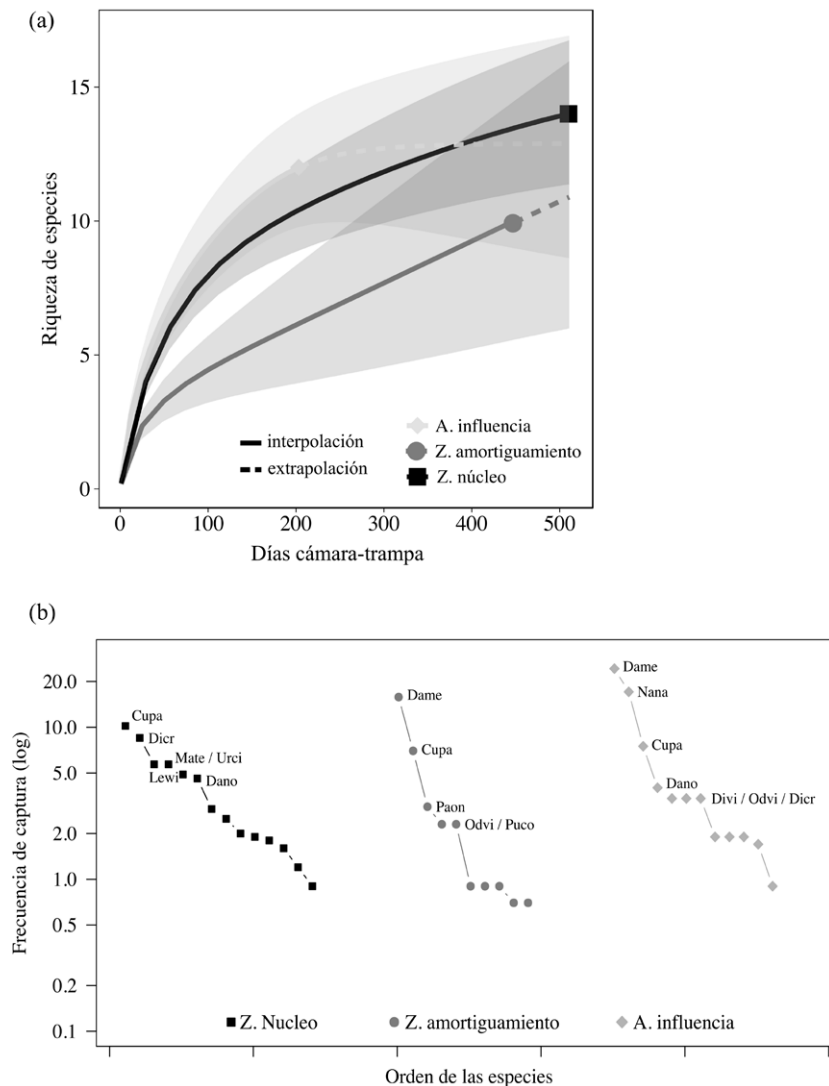 (a)
Riqueza de especies
15
10
5
0
interpolación
extrapolación
A. influencia
Z. amortiguamiento
Z. núcleo
0 100 200 300 400 500
Días cámara-trampa
(b)
Frecuencia de captura (log)
20.0
10.0
5.0
2.0
1.0
0.5
0.2
0.1
Cupa
Dicr
Mate / Urci
Lewi
Dano
Dame
Cupa
Paon
Odvi / Puco
Dame
Nana
Cupa
Dano
Divi / Odvi / Dicr
Z. Nucleo Z. amortiguamiento A. influencia
Orden de las especies